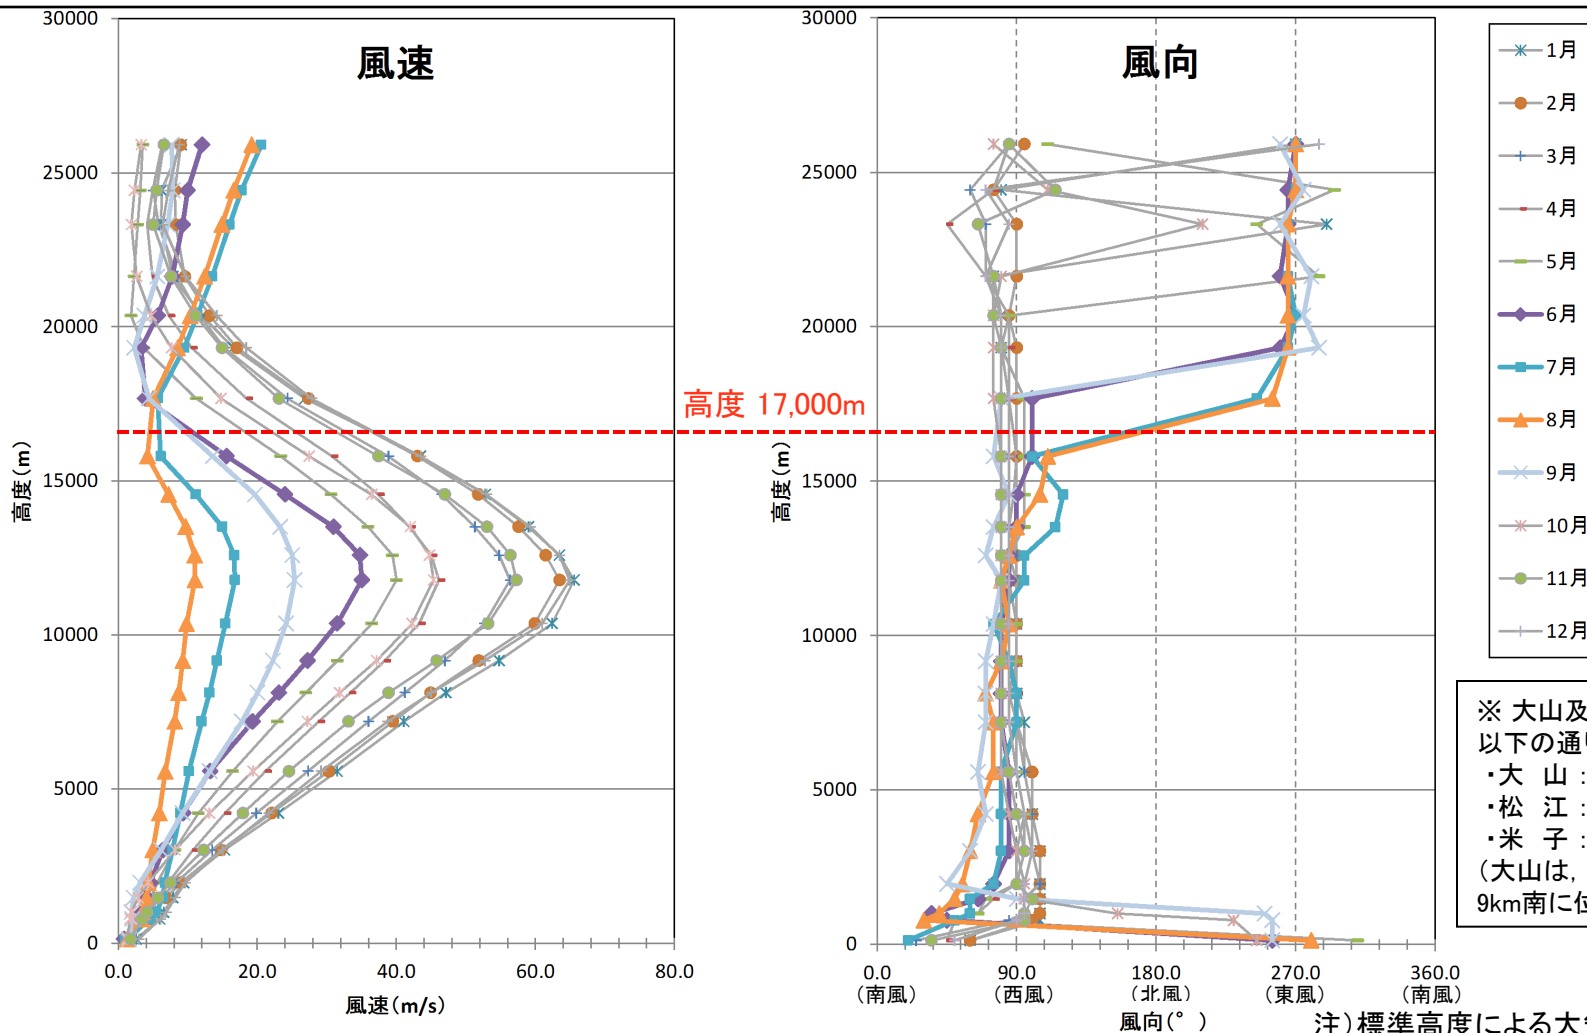 風速
30000
25000
20000
15000
10000
5000
0
高度(m)
0.0
20.0
40.0
60.0
80.0
風速(m/s)
高度 17,000m
風向
30000
25000
20000
15000
10000
5000
0
高度(m)
0.0
90.0
180.0
270.0
360.0
(南風)
(西風)
(北風)
(東風)
(南風)
風向(°)
1月
2月
3月
4月
5月
6月
7月
8月
9月
10月
11月
12月
※ 大山及
以下の通り
・大 山：
・松 江：
・米 子：
(大山は,
9km南に位
注)標準高度による大気